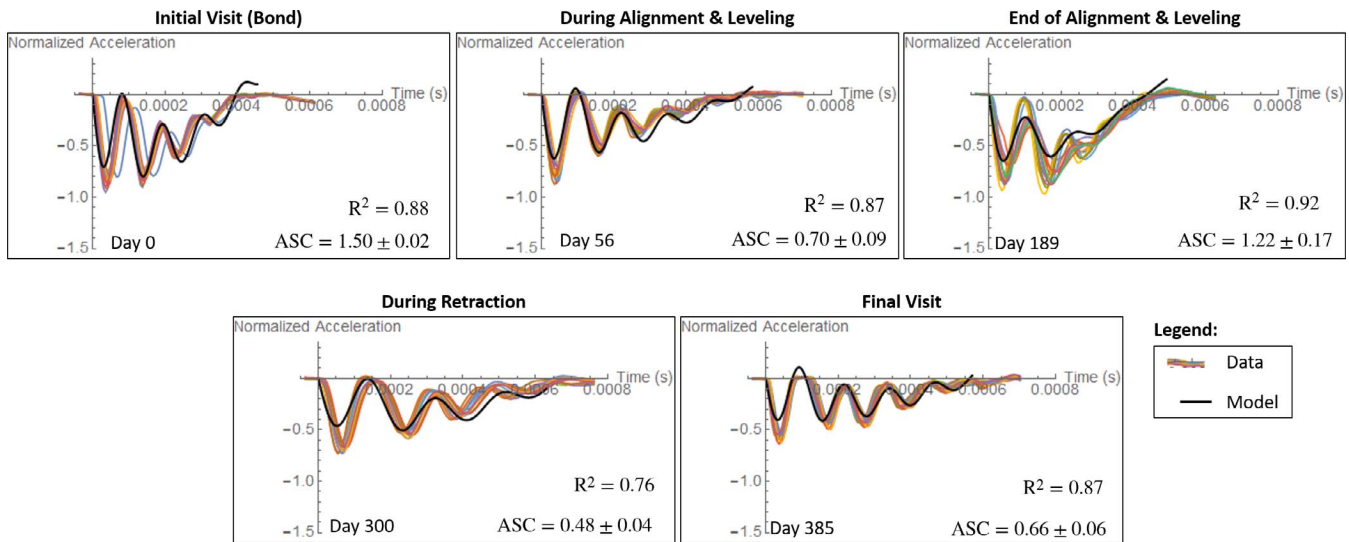 Initial Visit (Bond)
During Alignment & Leveling
End of Alignment & Leveling
Normalized Acceleration
Time (s)
0.0002 0.0004 0.0006 0.0008
−0.5
−1.0
−1.5
R² = 0.88
Day 0
ASC = 1.50 ± 0.02
Normalized Acceleration
Time (s)
0.0002 0.0004 0.0006 0.0008
−0.5
−1.0
−1.5
R² = 0.87
Day 56
ASC = 0.70 ± 0.09
Normalized Acceleration
Time (s)
0.0002 0.0004 0.0006 0.0008
−0.5
−1.0
−1.5
R² = 0.92
Day 189
ASC = 1.22 ± 0.17
During Retraction
Final Visit
Normalized Acceleration
Time (s)
0.0002 0.0004 0.0006 0.0008
−0.5
−1.0
−1.5
R² = 0.76
Day 300
ASC = 0.48 ± 0.04
Normalized Acceleration
Time (s)
0.0002 0.0004 0.0006 0.0008
−0.5
−1.0
−1.5
R² = 0.87
Day 385
ASC = 0.66 ± 0.06
Legend:
Data
Model